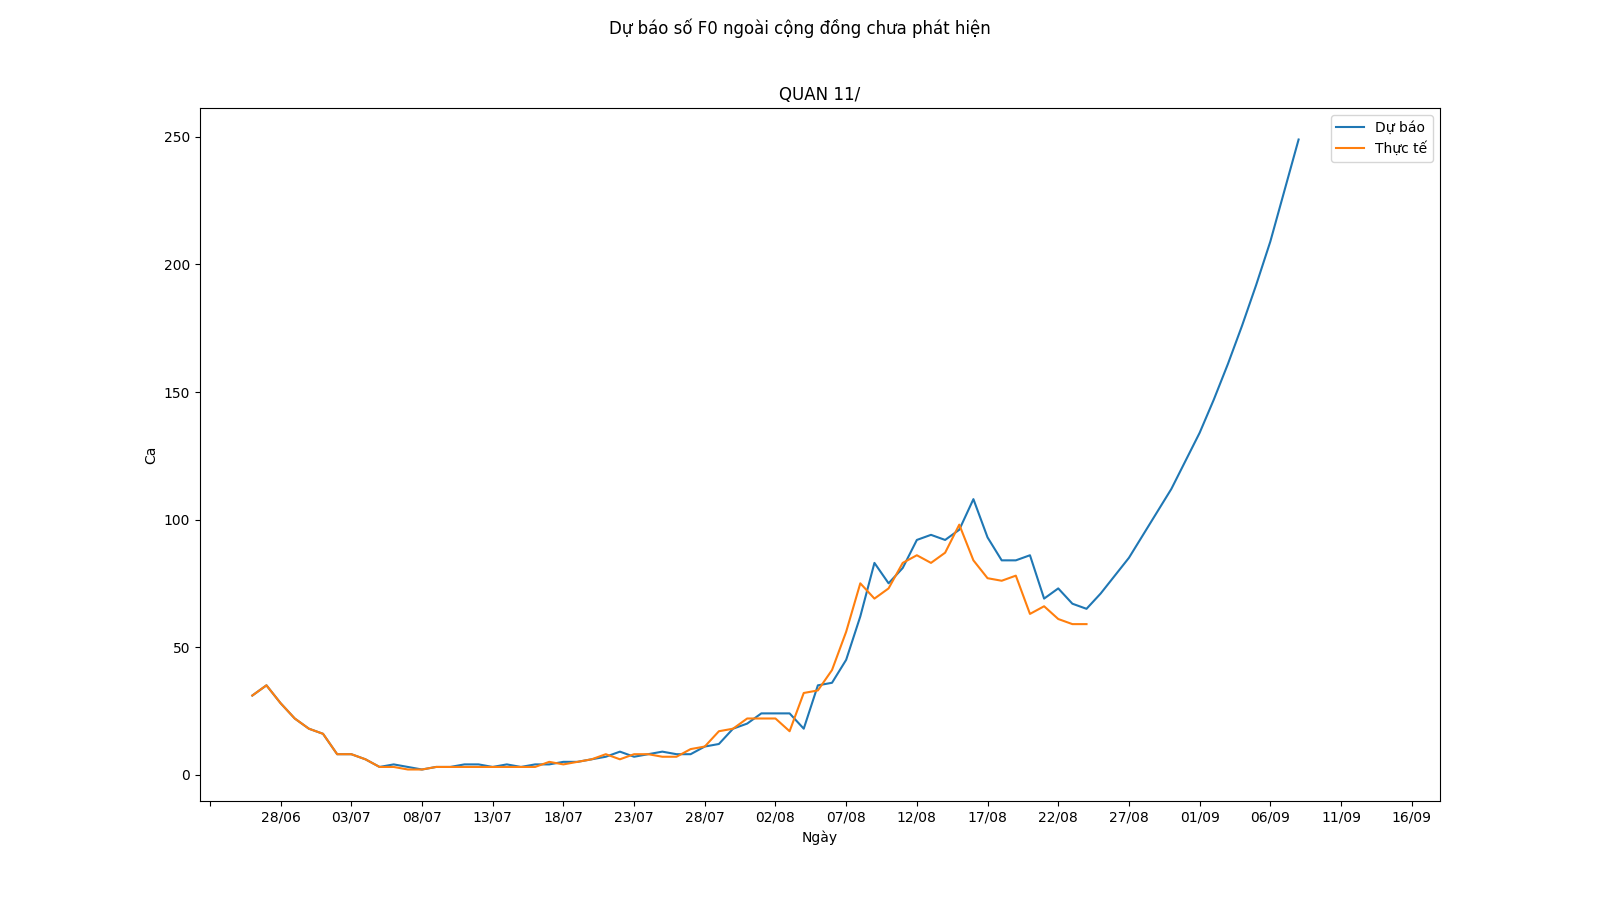 Dự báo số F0 ngoài cộng đồng chưa phát hiện
QUAN 11/
Dự báo
Thực tế
250
200
150
100
50
0
Ca
28/06 03/07 08/07 13/07 18/07 23/07 28/07 02/08 07/08 12/08 17/08 22/08 27/08 01/09 06/09 11/09 16/09
Ngày